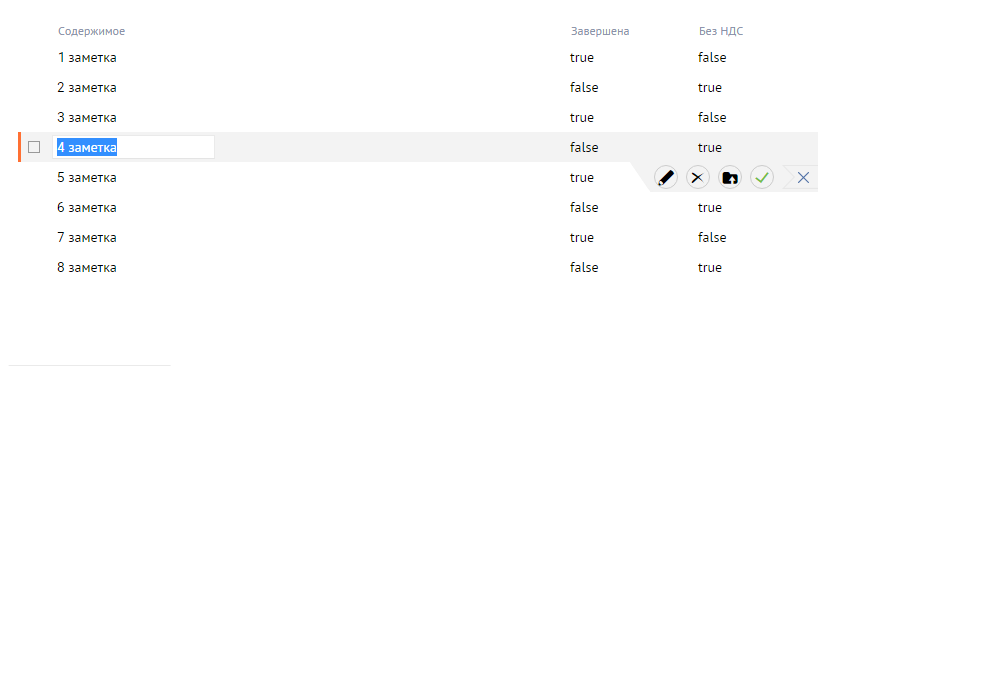 Содержимое Завершена Без НДС
1 заметка true false
2 заметка false true
3 заметка true false
4 заметка false true
5 заметка true
6 заметка false true
7 заметка true false
8 заметка false true